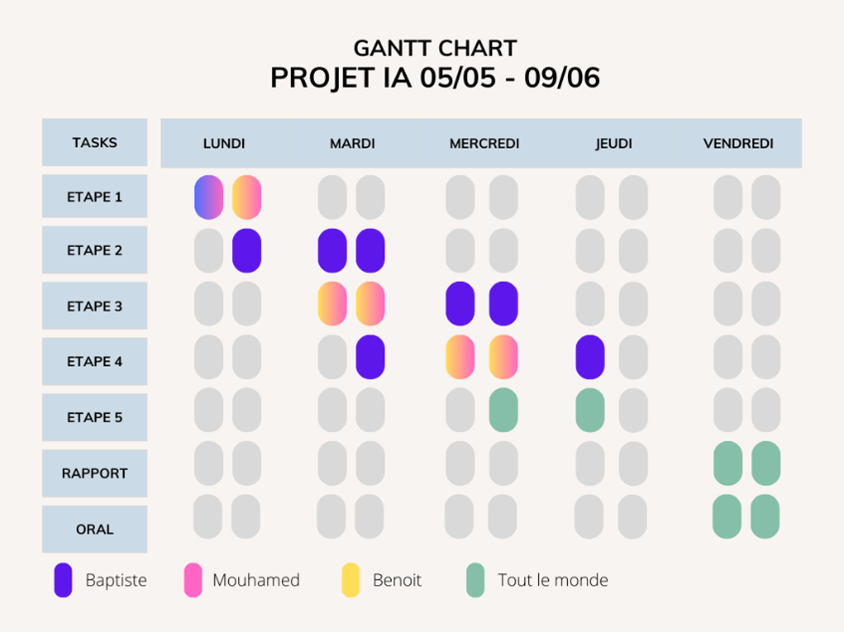 GANTT CHART
PROJET IA 05/05 - 09/06
TASKS LUNDI MARDI MERCREDI JEUDI VENDREDI
ETAPE 1
ETAPE 2
ETAPE 3
ETAPE 4
ETAPE 5
RAPPORT
ORAL
Baptiste Mouhamed Benoit Tout le monde